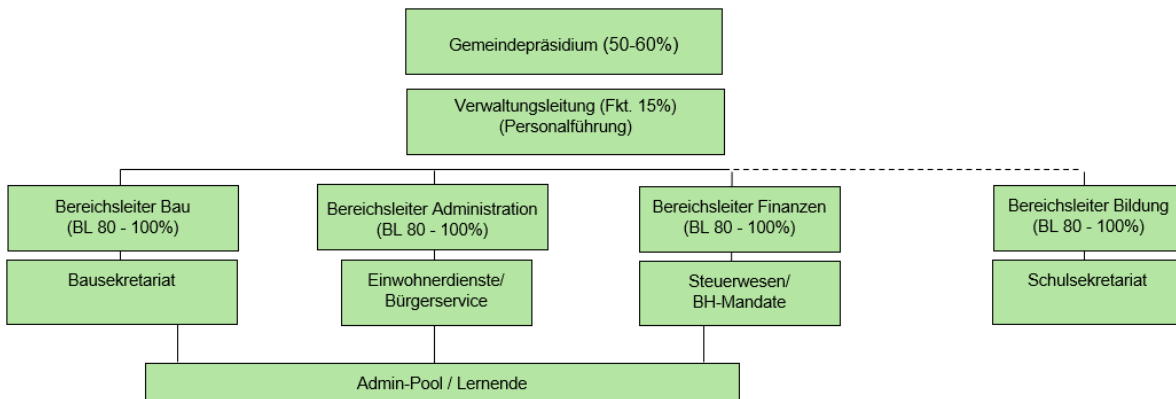 Gemeindepräsidium (50-60%)
Verwaltungsleitung (Fkt. 15%)
(Personalführung)
Bereichsleiter Bau
(BL 80 - 100%)
Bereichsleiter Administration
(BL 80 - 100%)
Bereichsleiter Finanzen
(BL 80 - 100%)
Bereichsleiter Bildung
(BL 80 - 100%)
Bausekretariat
Einwohnerdienste/
Bürgerservice
Steuerwesen/
BH-Mandate
Schulsekretariat
Admin-Pool / Lernende